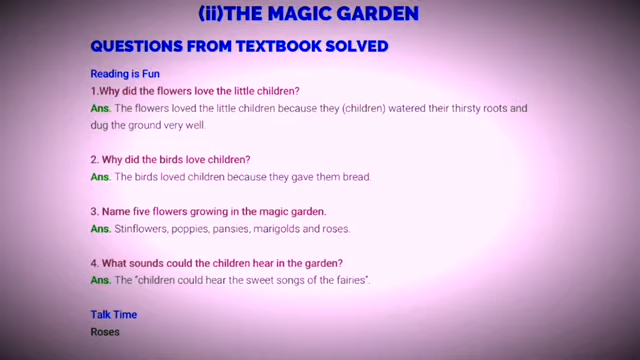 (ii)THE MAGIC GARDEN
QUESTIONS FROM TEXTBOOK SOLVED
Reading is Fun
1.Why did the flowers love the little children?
Ans. The flowers loved the little children because they (children) watered their thirsty roots and
dug the ground very well.
2. Why did the birds love children?
Ans. The birds loved children because they gave them bread.
3. Name five flowers growing in the magic garden.
Ans. Stinflowers, poppies, pansies, marigolds and roses.
4. What sounds could the children hear in the garden?
Ans. The “children could hear the sweet songs of the fairies”.
Talk Time
Roses